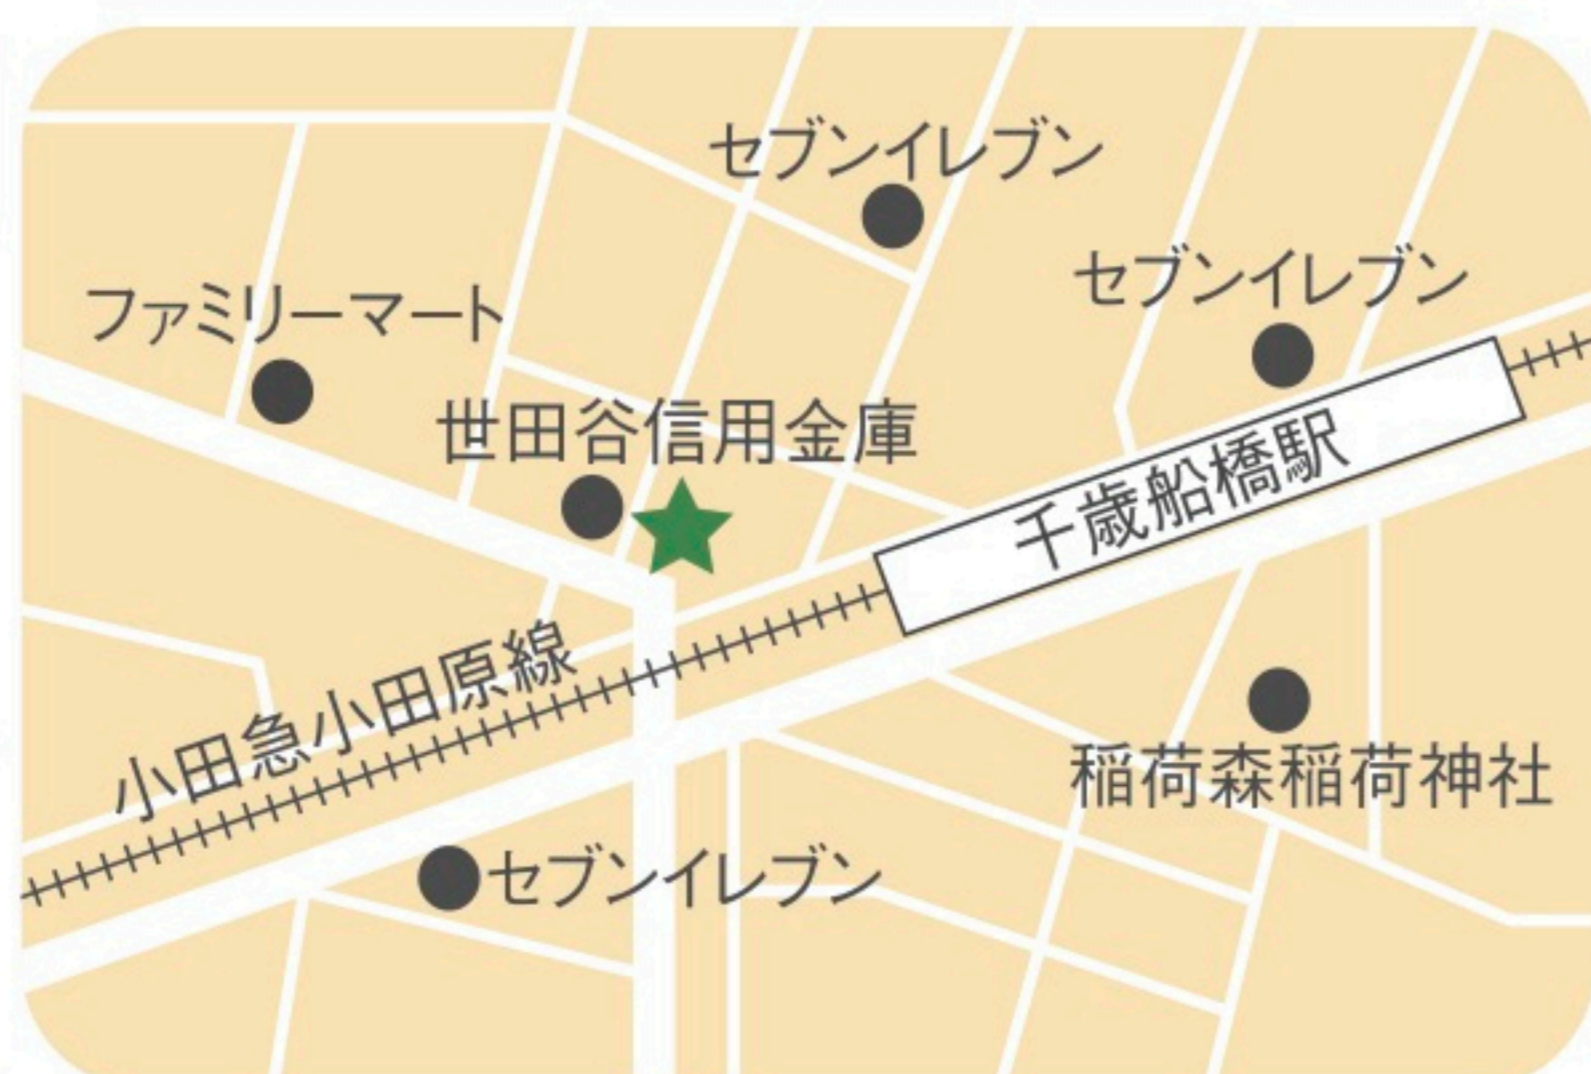 セブンイレブン
セブンイレブン
ファミリーマート
世田谷信用金庫
千歳船橋駅
小田急小田原線
稲荷森稲荷神社
セブンイレブン